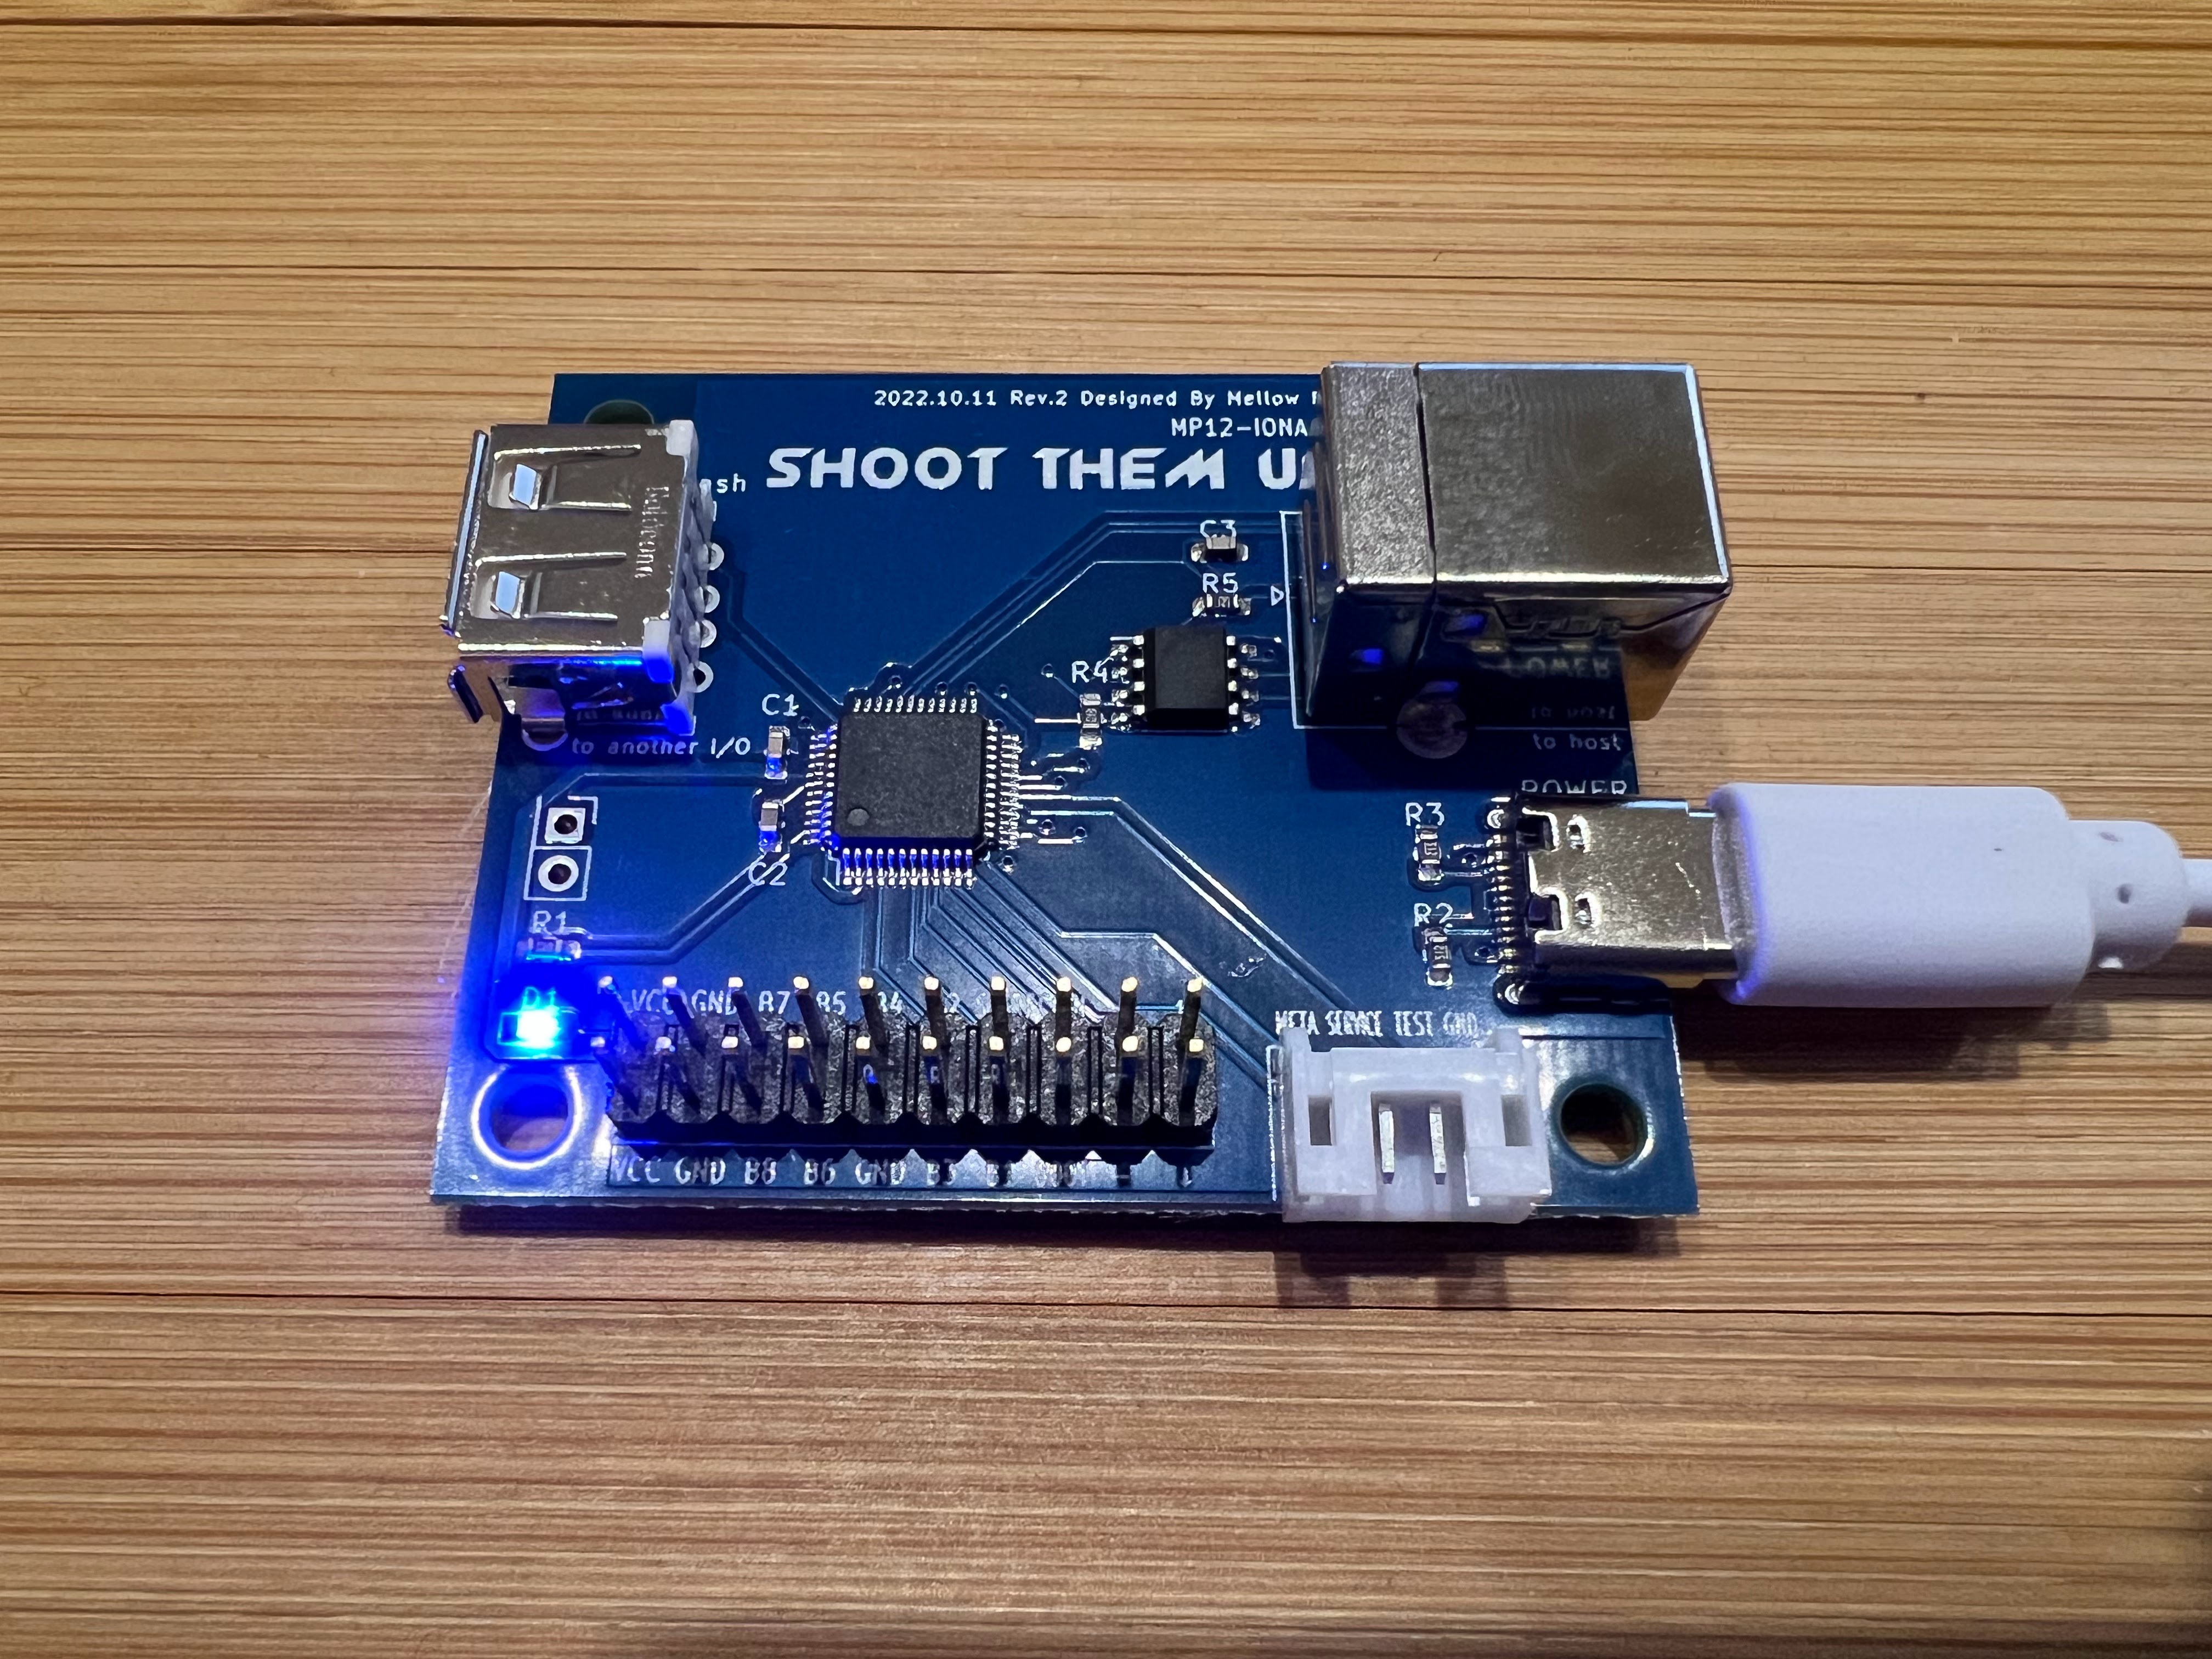 2022.10.11 Rev.2 Designed By Mellow
MP12-IONA
SHOOT THEM
C3
R5
R4
C1
to another I/O
to host
POWER
R3
C2
R2
R1
D1
VCC GND B7 B5 B4
META SERVICE TEST GND
VCC GND B8 B6 GND B3 B1